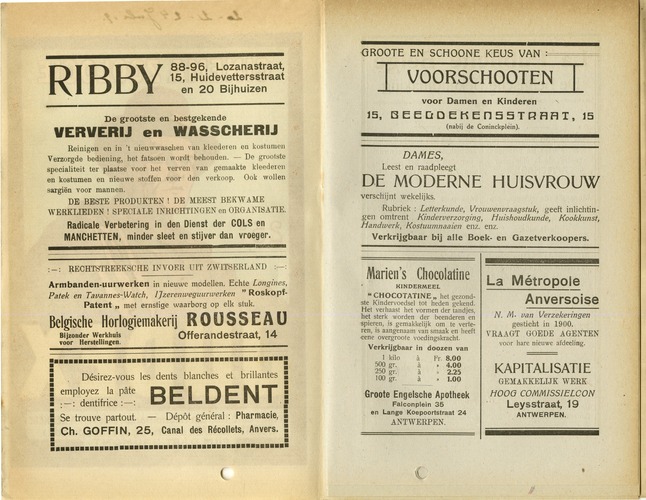 RIBBY 88-96, Lozanastraat,
15, Huidevettersstraat
en 20 Bijhuizen
De grootste en bestgekende
VERVERIJ en WASSCHERIJ
Reinigen en in 't nieuwwaschen van kleederen en kostumen
Verzorgde bediening, het fatsoen wordt behouden. — De grootste
specialiteit ter plaatse voor het verven van gemaakte kleederen
en kostumen en nieuwe stoffen voor den verkoop. Ook wollen
sargiën voor mannen.
DE BESTE PRODUKTEN ! DE MEEST BEKWAME
WERKLIEDEN ! SPECIALE INRICHTINGEN en ORGANISATIE.
Radicale Verbetering in den Dienst der COLS en
MANCHETTEN, minder sleet en stijver dan vroeger.
:—: RECHTSTREEKSCHE INVOER UIT ZWITSERLAND :—:
Armbanden-uurwerken in nieuwe modellen. Echte Longines,
Patek en Tavannes-Watch, IJzerenweguurwerken " Roskopf-
Patent „ met ernstige waarborg op elk stuk.
Belgische Horlogiemakerij ROUSSEAU
Bijzonder Werkhuis
voor Herstellingen.
Offerandestraat, 14
Désirez-vous les dents blanches et brillantes
employez la pâte
:—: dentifrice :—:
BELDENT
Se trouve partout. — Dépôt général : Pharmacie,
Ch. GOFFIN, 25, Canal des Récollets, Anvers.
GROOTE EN SCHOONE KEUS VAN :
VOORSCHOOTEN
voor Damen en Kinderen
15, BEGGDEKENSSTRAAT, 15
(nabij de Coninckplein).
DAMES,
Leest en raadpleegt
DE MODERNE HUISVROUW
verschijnt wekelijks.
Rubriek : Letterkunde, Vrouwenvraagstuk, geeft inlichtin-
gen omtrent Kinderverzorging, Huishoudkunde, Kookkunst,
Handwerk, Kostuumnaaien enz. enz.
Verkrijgbaar bij alle Boek- en Gazetverkoopers.
Marien's Chocolatine
KINDERMEEL
" CHOCOTATINE „ het gezond-
ste Kindervoedsel tot heden gekend.
Het verhaast het vormen der tandjes,
het sterk worden der beenderen en
spieren, is gemakkelijk om te verte-
ren, is aangenaam van smaak en heeft
eene overgroote voedingskracht.
Verkrijgbaar in doozen van
1 kilo à Fr. 8.00
500 gr. à » 4.00
250 gr. à » 2.25
100 gr. à » 1.00
Groote Engelsche Apotheek
Falconplein 35
en Lange Koepoortstraat 24
ANTWERPEN.
La Métropole
Anversoise
N. M. van Verzekeringen
gesticht in 1900.
VRAAGT GOEDE AGENTEN
voor hare nieuwe afdeeling.
KAPITALISATIE
GEMAKKELIJK WERK
HOOG COMMISSIELCON
Leysstraat, 19
ANTWERPEN.